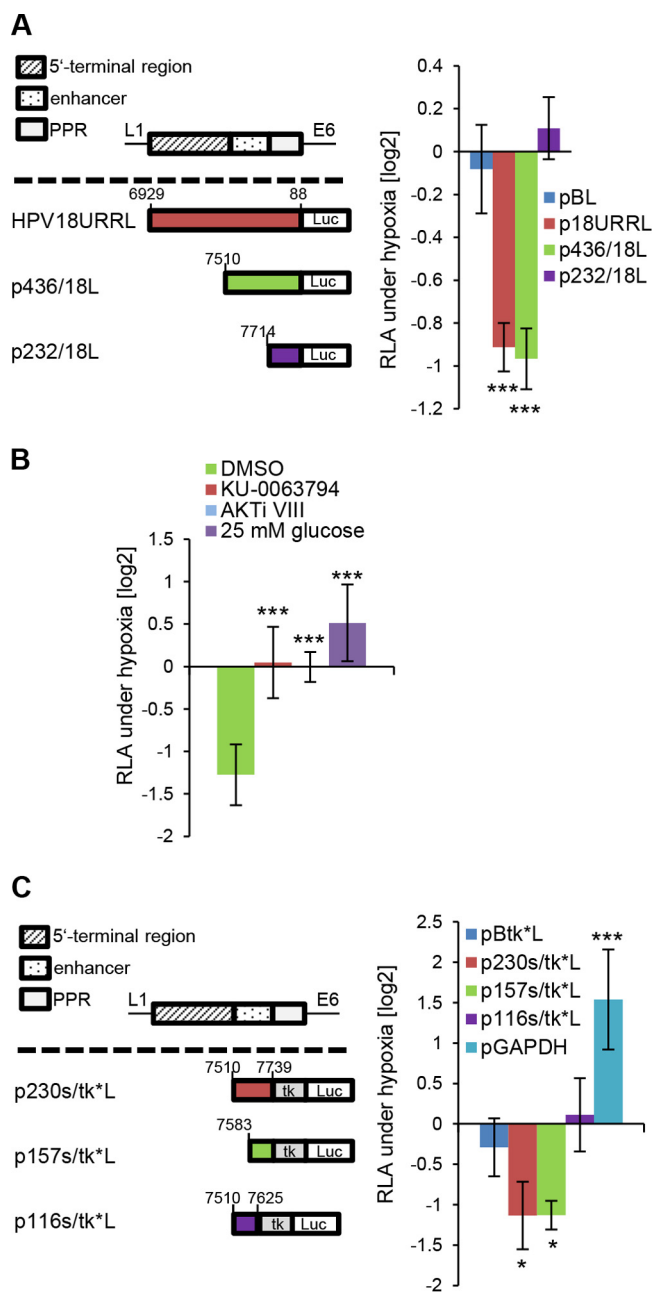 A
5'-terminal region
enhancer
PPR
L1
E6
6929
88
HPV18URRL
Luc
7510
p436/18L
Luc
7714
p232/18L
Luc
RLA under hypoxia [log2]
0.4
0.2
0
-0.2
-0.4
-0.6
-0.8
-1
-1.2
***
***
pBL
p18URRL
p436/18L
p232/18L
B
DMSO
KU-0063794
AKTi VIII
25 mM glucose
RLA under hypoxia [log2]
1.5
1
0.5
0
-0.5
-1
-1.5
-2
***
***
***
C
5'-terminal region
enhancer
PPR
L1
E6
7510 7739
p230s/tk*L
tk
Luc
7583
p157s/tk*L
tk
Luc
7510 7625
p116s/tk*L
tk
Luc
RLA under hypoxia [log2]
2.5
2
1.5
1
0.5
0
-0.5
-1
-1.5
-2
pBtk*L
p230s/tk*L
p157s/tk*L
p116s/tk*L
pGAPDH
***
*
*